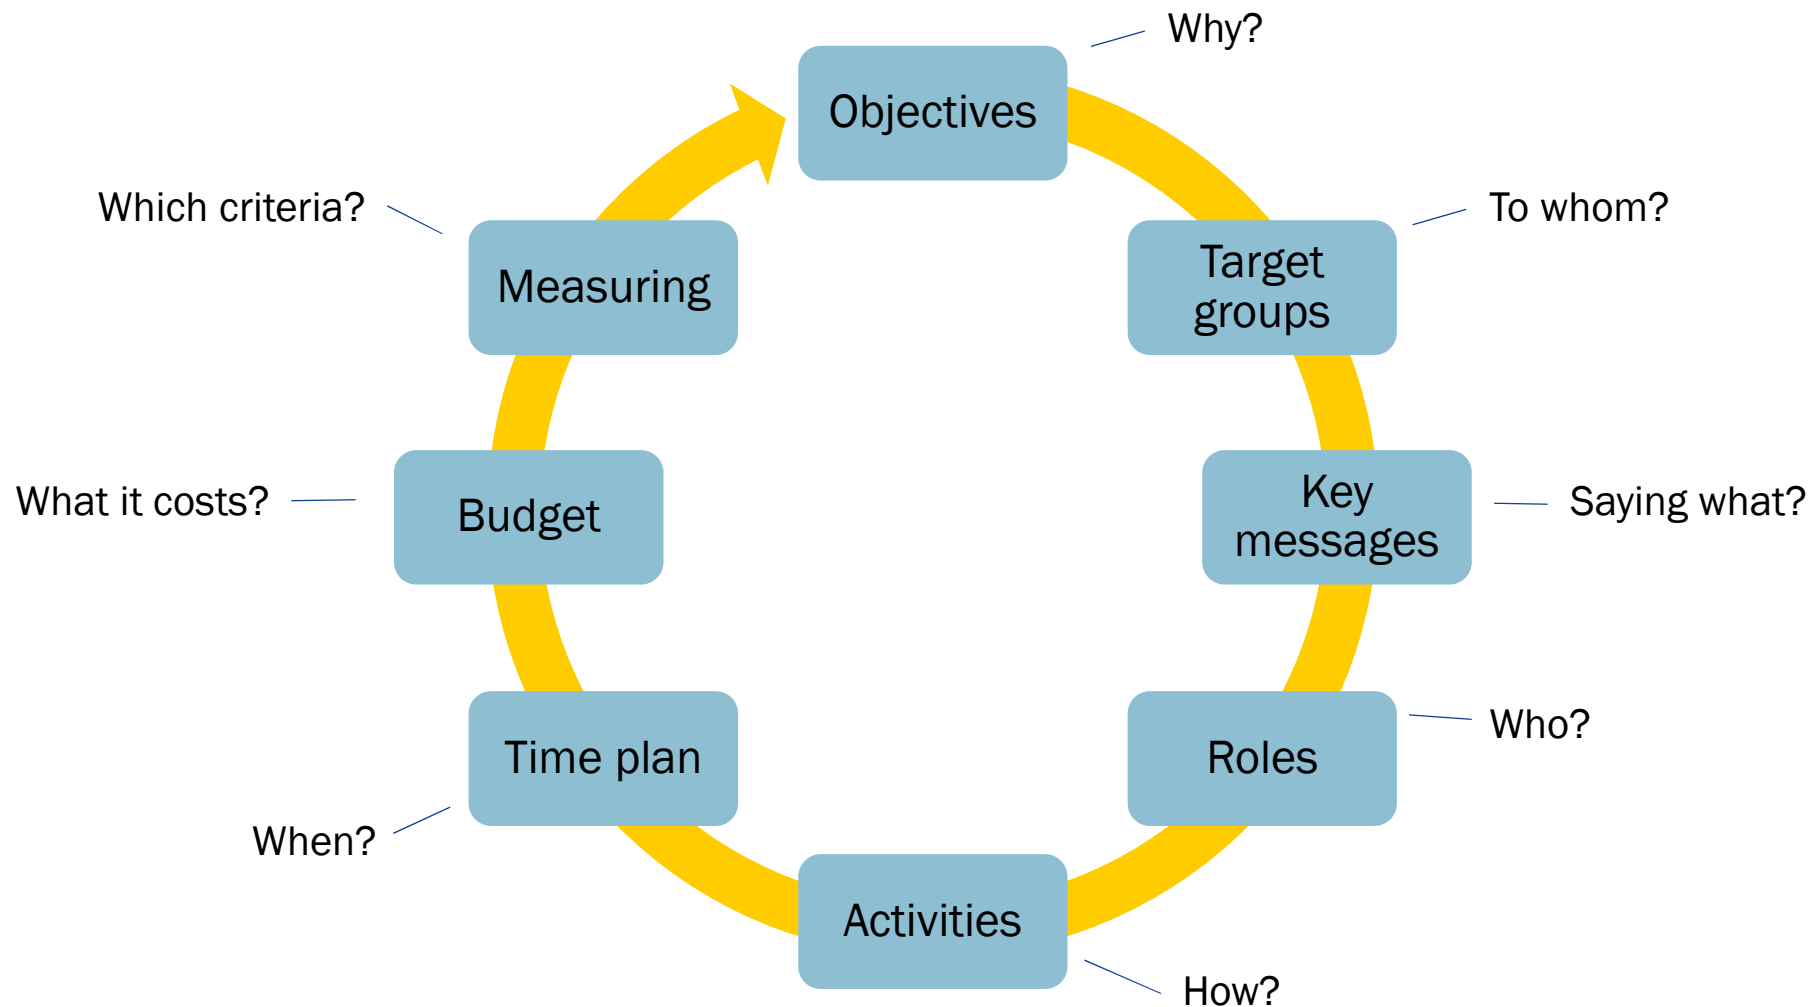 Why?
Objectives
To whom?
Target
groups
Saying what?
Key
messages
Who?
Roles
How?
Activities
When?
Time plan
What it costs?
Budget
Which criteria?
Measuring